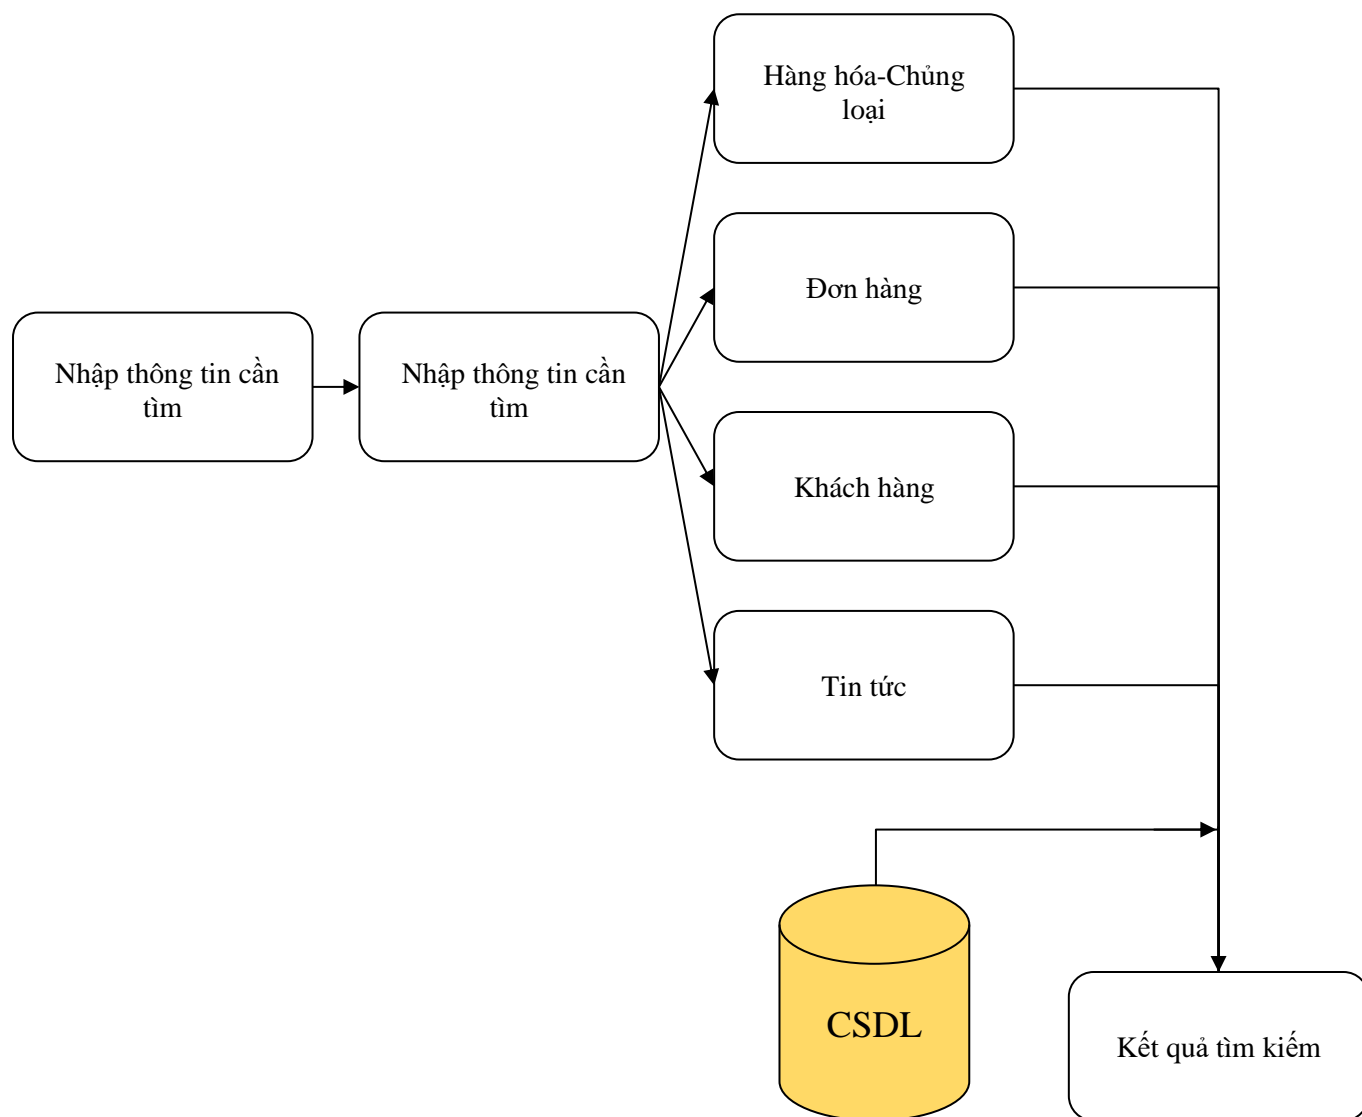 Hàng hóa-Chủng
loại
Đơn hàng
Nhập thông tin cần
tìm
Nhập thông tin cần
tìm
Khách hàng
Tin tức
CSDL
Kết quả tìm kiếm